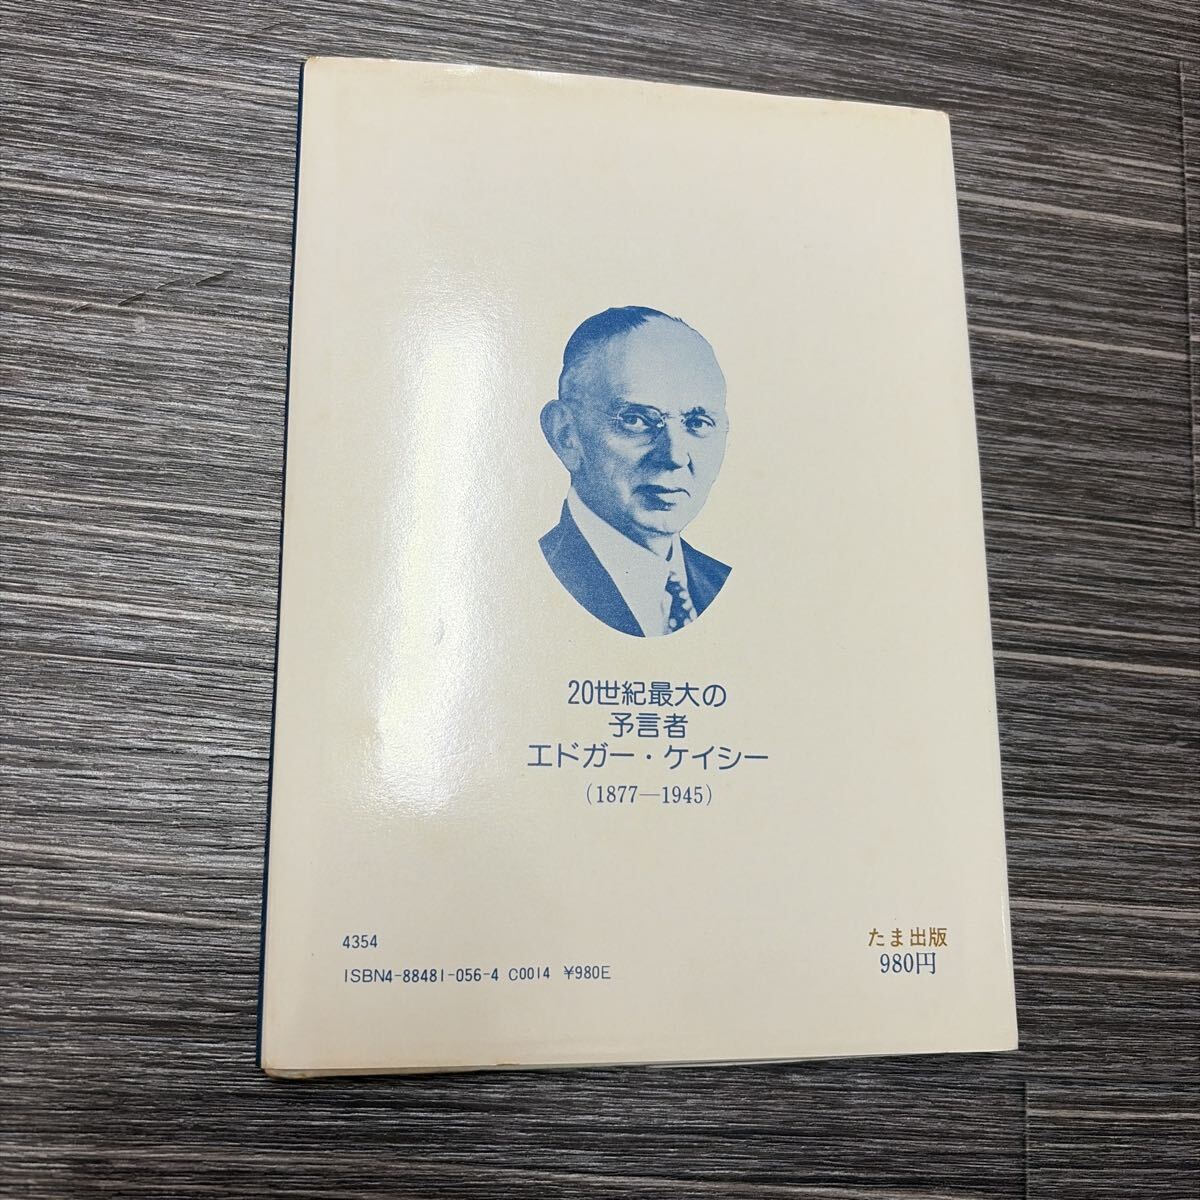 20世紀最大の
予言者
エドガー・ケイシー
(1877—1945)
4354
ISBN4-88481-056-4 C0014 ¥980E
たま出版
980円